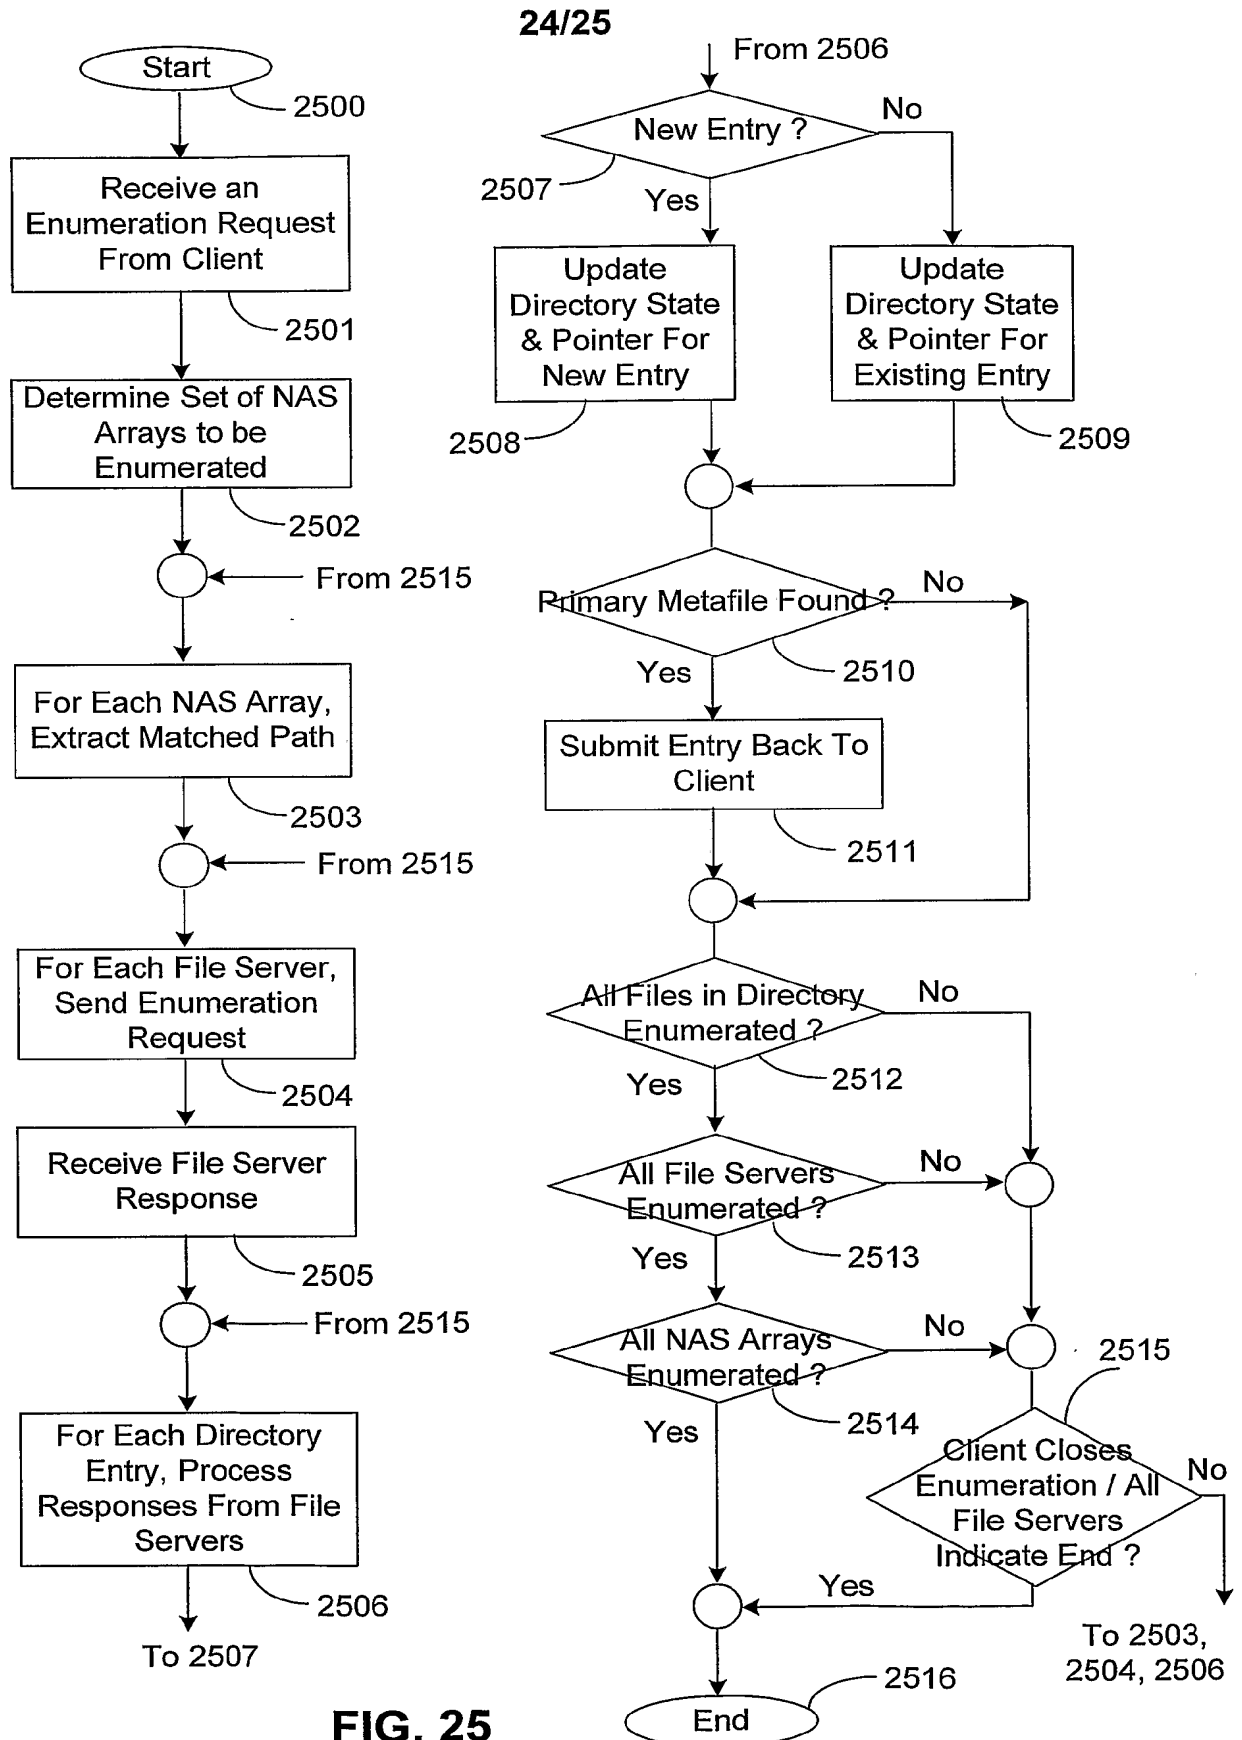 24/25
Start
2500
Receive an
Enumeration Request
From Client
2501
Determine Set of NAS
Arrays to be
Enumerated
2502
From 2515
For Each NAS Array,
Extract Matched Path
2503
From 2515
For Each File Server,
Send Enumeration
Request
2504
Receive File Server
Response
2505
From 2515
For Each Directory
Entry, Process
Responses From File
Servers
2506
To 2507
From 2506
New Entry ?
No
2507
Yes
Update
Directory State
& Pointer For
New Entry
2508
Update
Directory State
& Pointer For
Existing Entry
2509
Primary Metafile Found ?
No
Yes
2510
Submit Entry Back To
Client
2511
All Files in Directory
Enumerated ?
No
Yes
2512
All File Servers
Enumerated ?
No
Yes
2513
All NAS Arrays
Enumerated ?
No
Yes
2514
2515
Client Closes
Enumeration / All
File Servers
Indicate End ?
No
Yes
To 2503,
2504, 2506
2516
End
FIG. 25